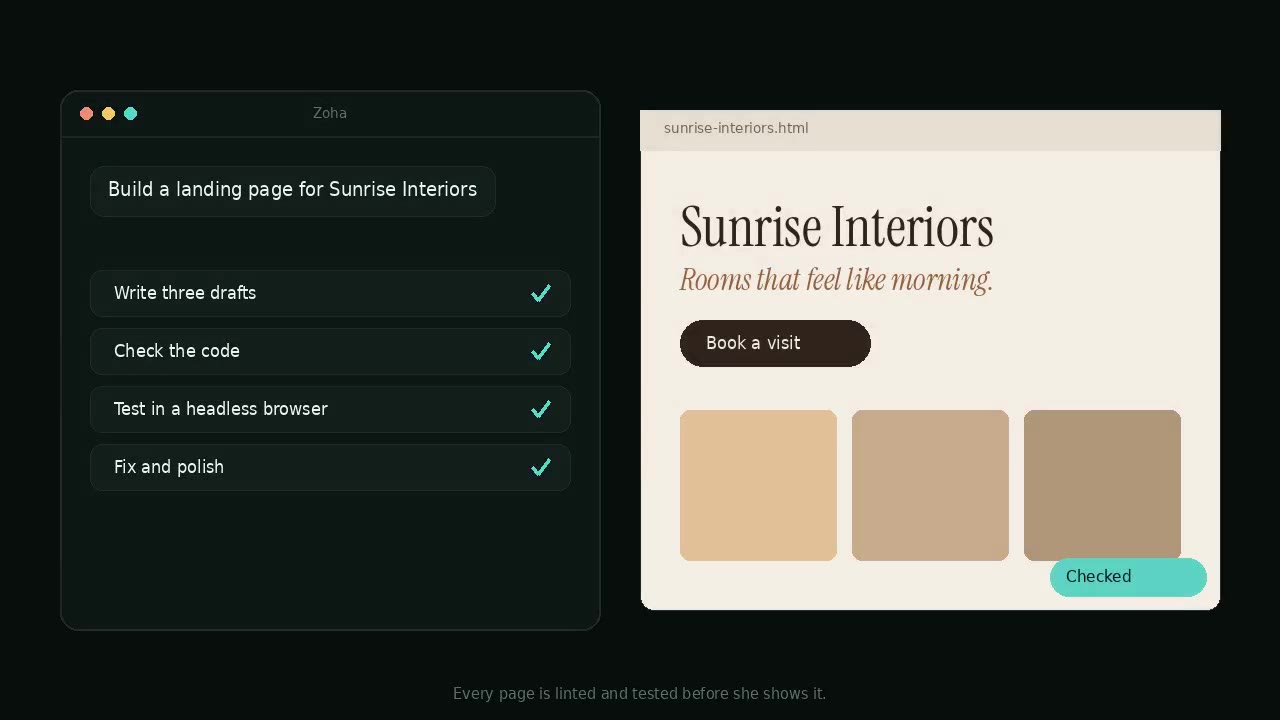 Zoha
Build a landing page for Sunrise Interiors
Write three drafts
Check the code
Test in a headless browser
Fix and polish
sunrise-interiors.html
Sunrise Interiors
Rooms that feel like morning.
Book a visit
Checked
Every page is linted and tested before she shows it.